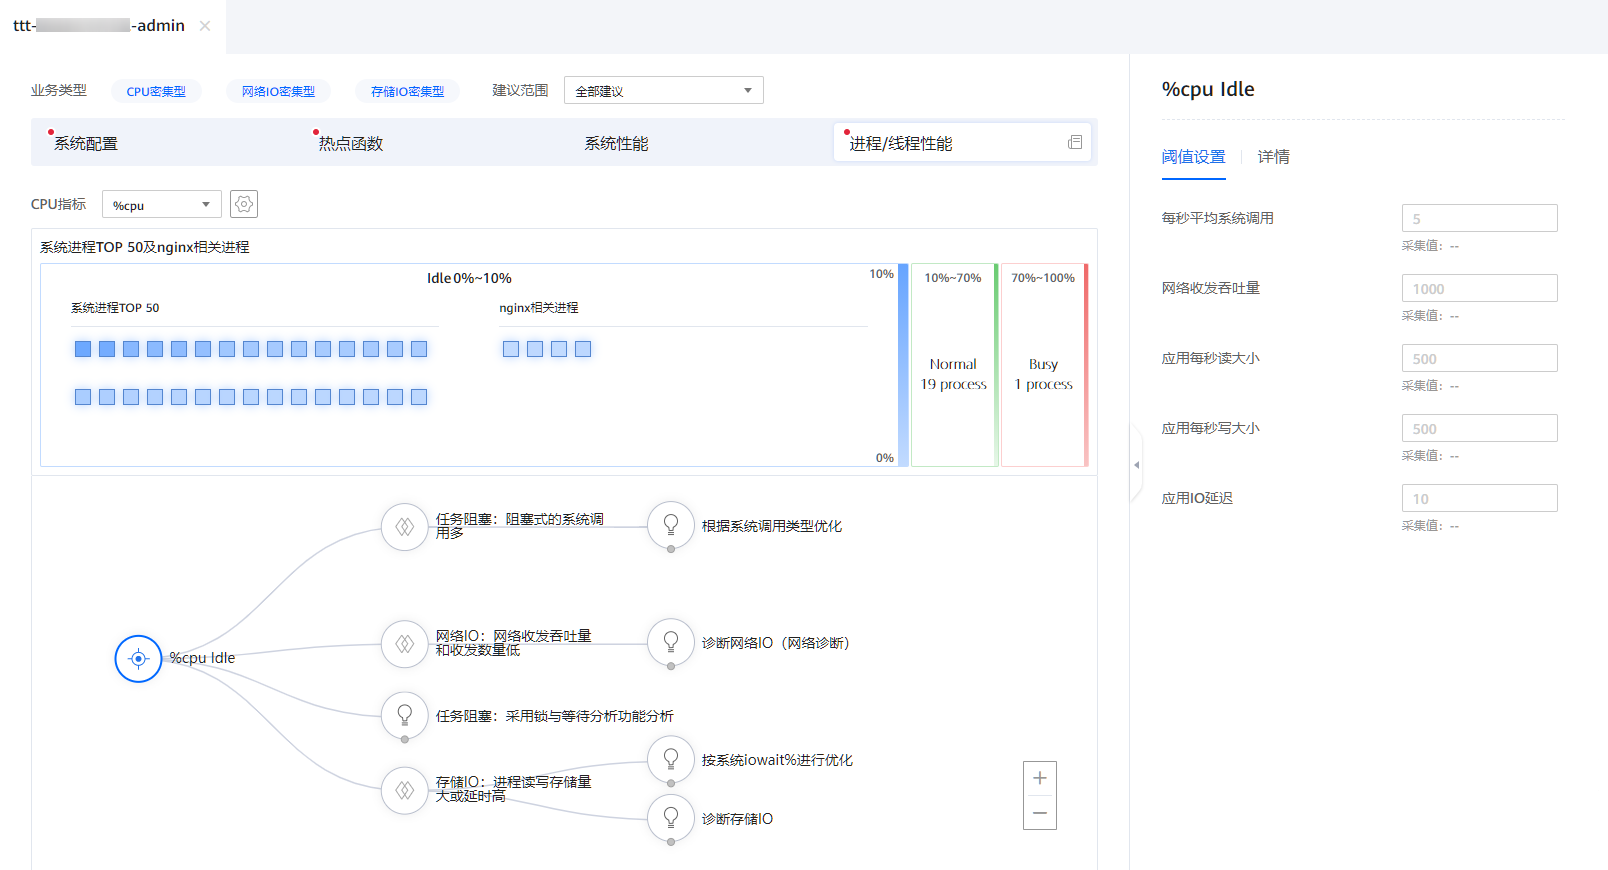 ttt-
-admin
业务类型
CPU密集型
网络IO密集型
存储IO密集型
建议范围
全部建议
系统配置
热点函数
系统性能
进程/线程性能
CPU指标
%cpu
系统进程TOP 50及nginx相关进程
Idle 0%~10%
系统进程TOP 50
nginx相关进程
10%
0%
10%~70%
Normal
19 process
70%~100%
Busy
1 process
%cpu Idle
任务阻塞：阻塞式的系统调
用多
根据系统调用类型优化
网络IO：网络收发吞吐量
和收发数量低
诊断网络IO（网络诊断）
任务阻塞：采用锁与等待分析功能分析
存储IO：进程读写存储量
大或延时高
按系统iowait%进行优化
诊断存储IO
%cpu Idle
阈值设置
详情
每秒平均系统调用
5
采集值：--
网络收发吞吐量
1000
采集值：--
应用每秒读大小
500
采集值：--
应用每秒写大小
500
采集值：--
应用IO延迟
10
采集值：--